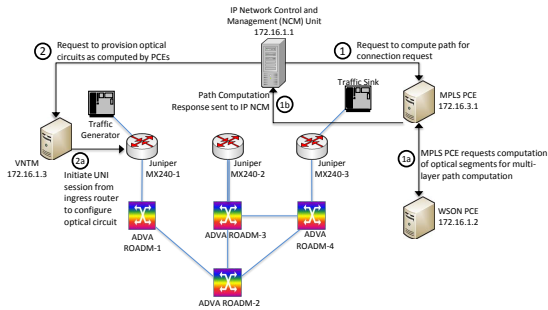 IP Network Control and
Management (NCM) Unit
172.16.1.1
2
Request to provision optical
circuits as computed by PCEs
1
Request to compute path for
connection request
Traffic
Generator
Path Computation
Response sent to IP NCM
1b
Traffic Sink
MPLS PCE
172.16.3.1
VNTM
172.16.1.3
2a
Initiate UNI
session from
ingress router
to configure
optical circuit
Juniper
MX240-1
Juniper
MX240-2
Juniper
MX240-3
1a
MPLS PCE requests computation
of optical segments for multi-
layer path computation
WSON PCE
172.16.1.2
ADVA
ROADM-1
ADVA ROADM-3
ADVA
ROADM-4
ADVA ROADM-2